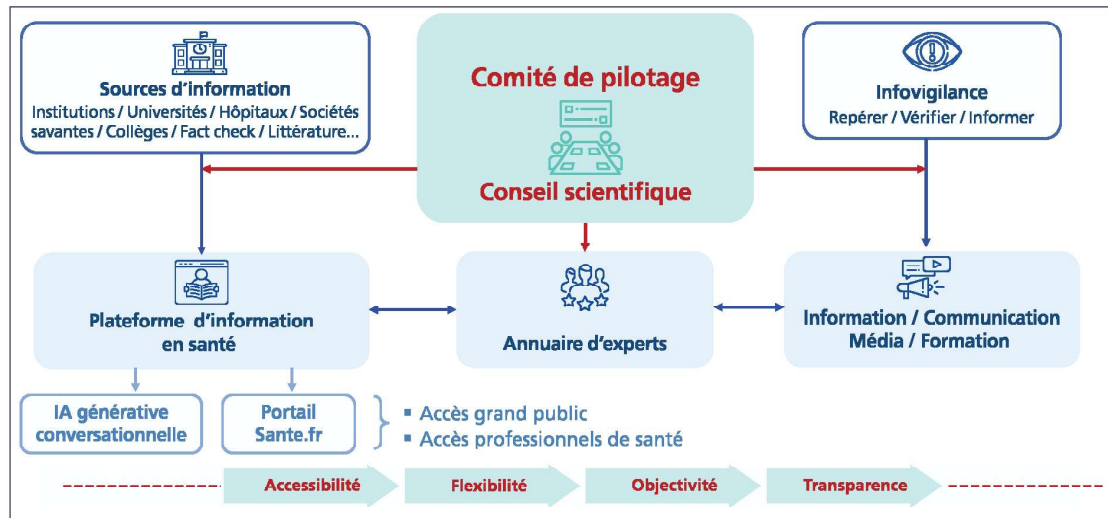 Sources d'information
Institutions / Universités / Hôpitaux / Sociétés
savantes / Collèges / Fact check / Littérature...
Comité de pilotage
Conseil scientifique
Infovigilance
Repérer / Vérifier / Informer
Plateforme d'information
en santé
Annuaire d'experts
Information / Communication
Média / Formation
IA générative
conversationnelle
Portail
Sante.fr
▪ Accès grand public
▪ Accès professionnels de santé
Accessibilité
Flexibilité
Objectivité
Transparence